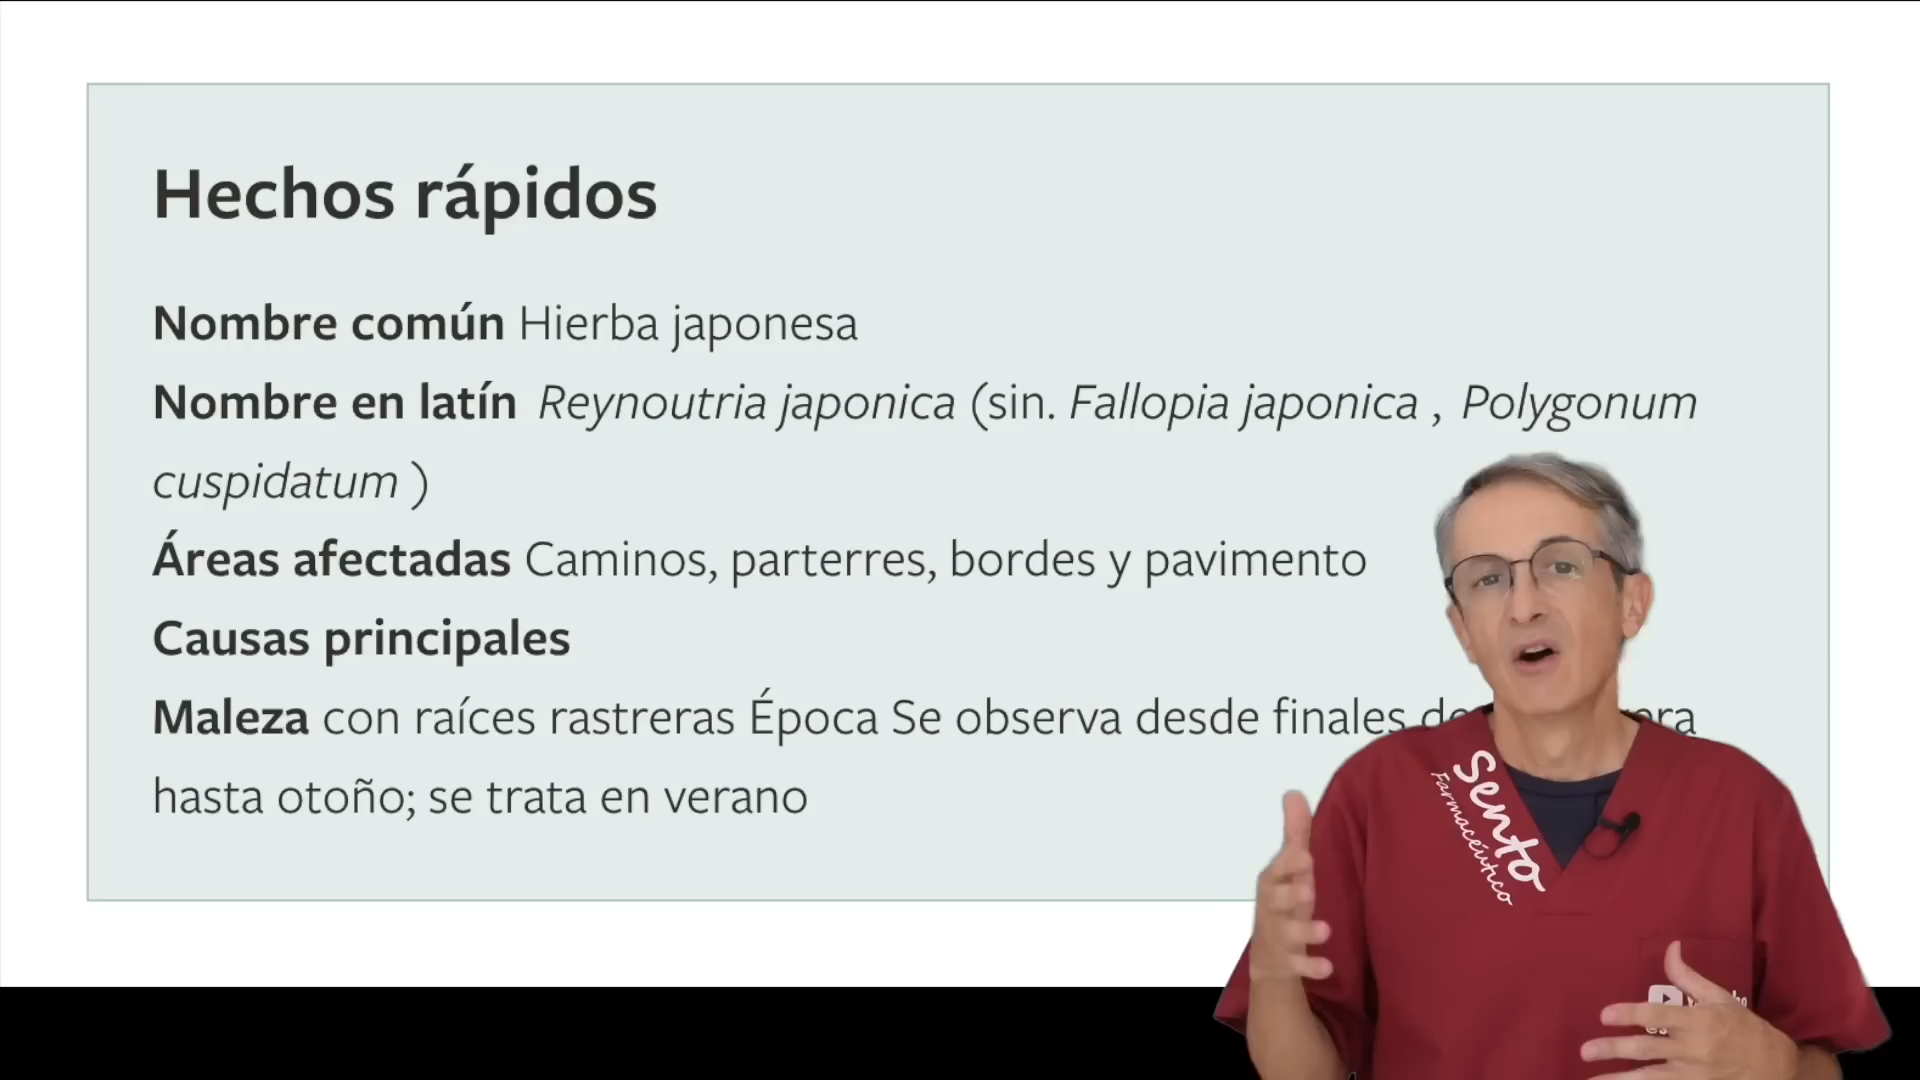 Hechos rápidos
Nombre común Hierba japonesa
Nombre en latín Reynoutria japonica (sin. Fallopia japonica , Polygonum
cuspidatum )
Áreas afectadas Caminos, parterres, bordes y pavimento
Causas principales
Maleza con raíces rastreras Época Se observa desde finales
hasta otoño; se trata en verano
Sento
Farmacéutico